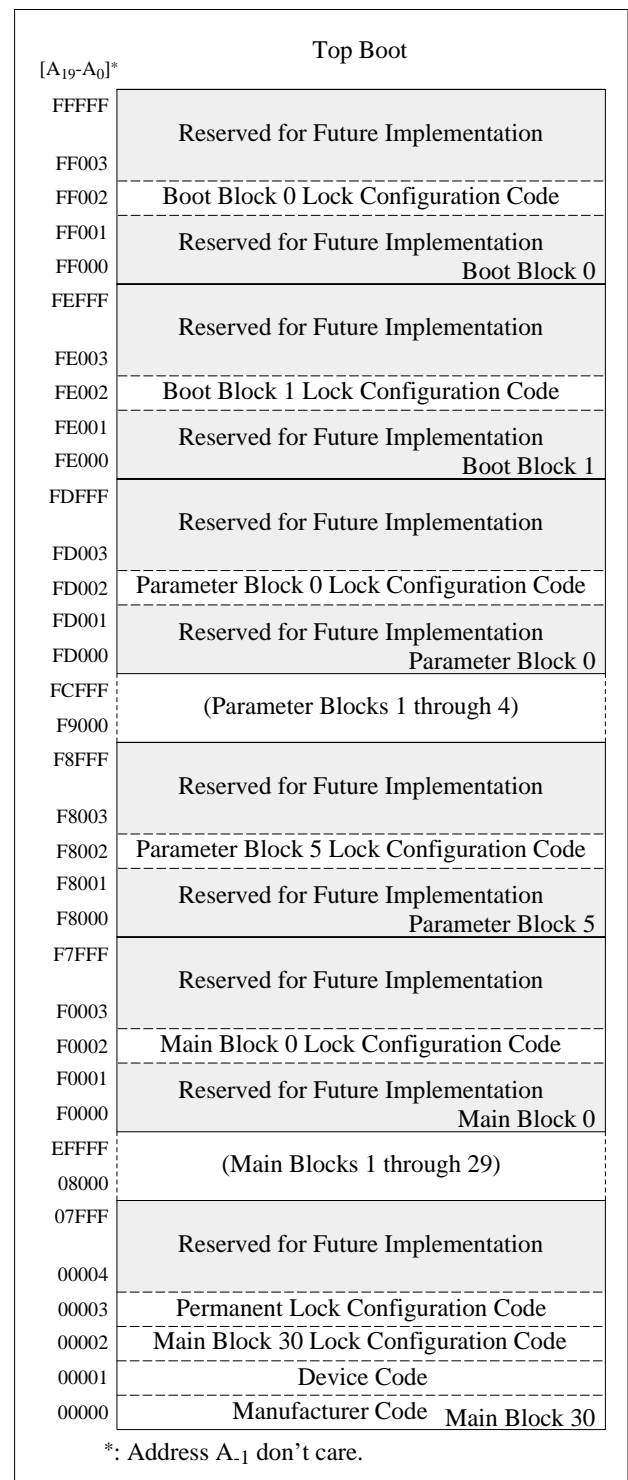 Top Boot
[A19-A0]*
FFFFF
Reserved for Future Implementation
FF003
FF002 Boot Block 0 Lock Configuration Code
FF001
Reserved for Future Implementation
FF000 Boot Block 0
FEFFF
Reserved for Future Implementation
FE003
FE002 Boot Block 1 Lock Configuration Code
FE001
Reserved for Future Implementation
FE000 Boot Block 1
FDFFF
Reserved for Future Implementation
FD003
FD002 Parameter Block 0 Lock Configuration Code
FD001
Reserved for Future Implementation
FD000 Parameter Block 0
FCFFF
(Parameter Blocks 1 through 4)
F9000
F8FFF
Reserved for Future Implementation
F8003
F8002 Parameter Block 5 Lock Configuration Code
F8001
Reserved for Future Implementation
F8000 Parameter Block 5
F7FFF
Reserved for Future Implementation
F0003
F0002 Main Block 0 Lock Configuration Code
F0001
Reserved for Future Implementation
F0000 Main Block 0
EFFFF
(Main Blocks 1 through 29)
08000
07FFF
Reserved for Future Implementation
00004
00003 Permanent Lock Configuration Code
00002 Main Block 30 Lock Configuration Code
00001 Device Code
00000 Manufacturer Code Main Block 30
*: Address A-1 don’t care.